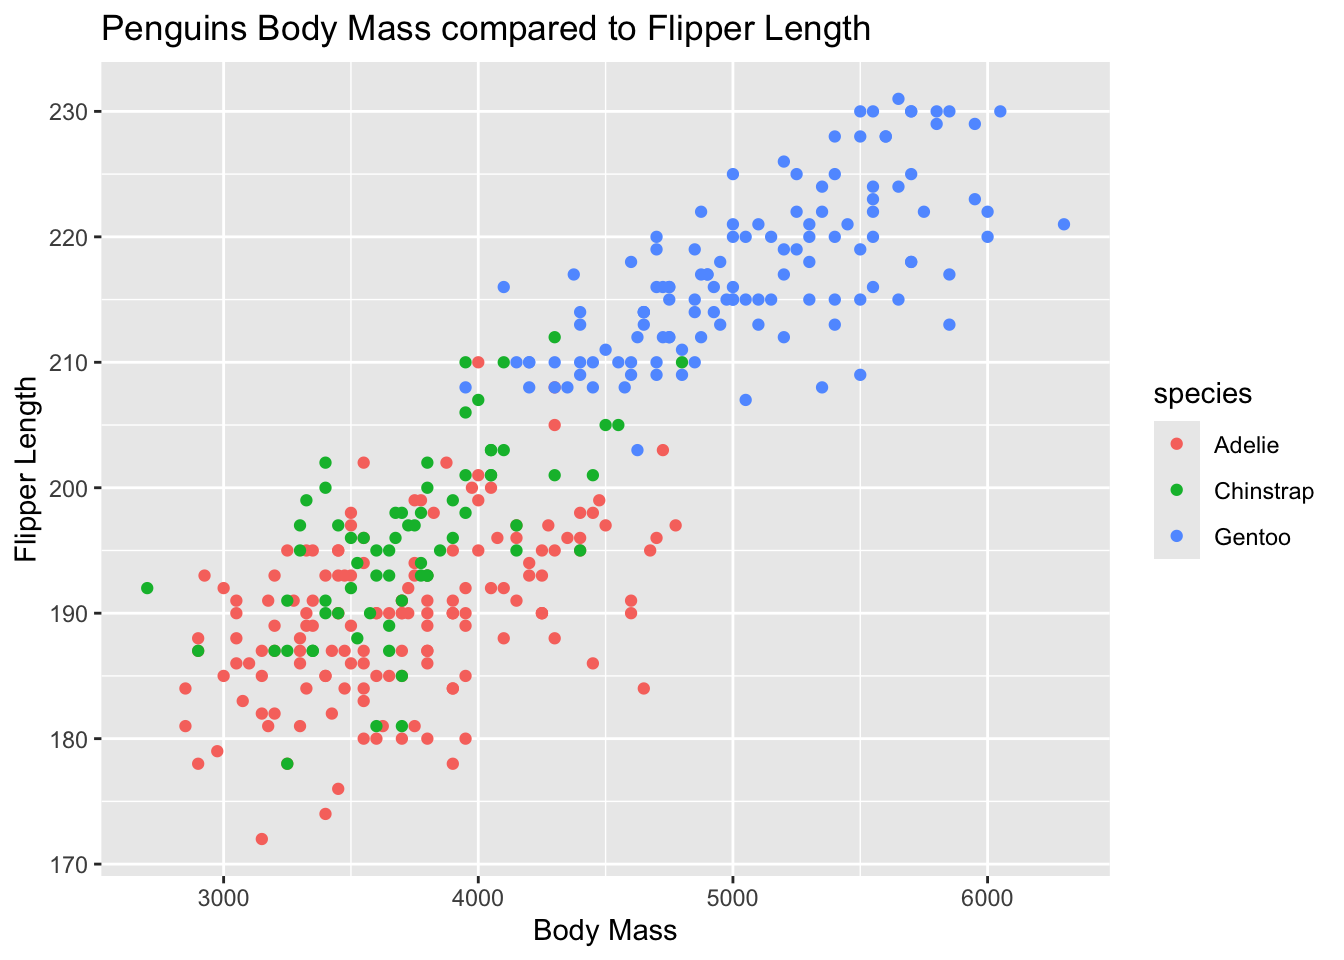 Penguins Body Mass compared to Flipper Length
230
220
210
200
190
180
170
Flipper Length
3000 4000 5000 6000
Body Mass
species
Adelie
Chinstrap
Gentoo